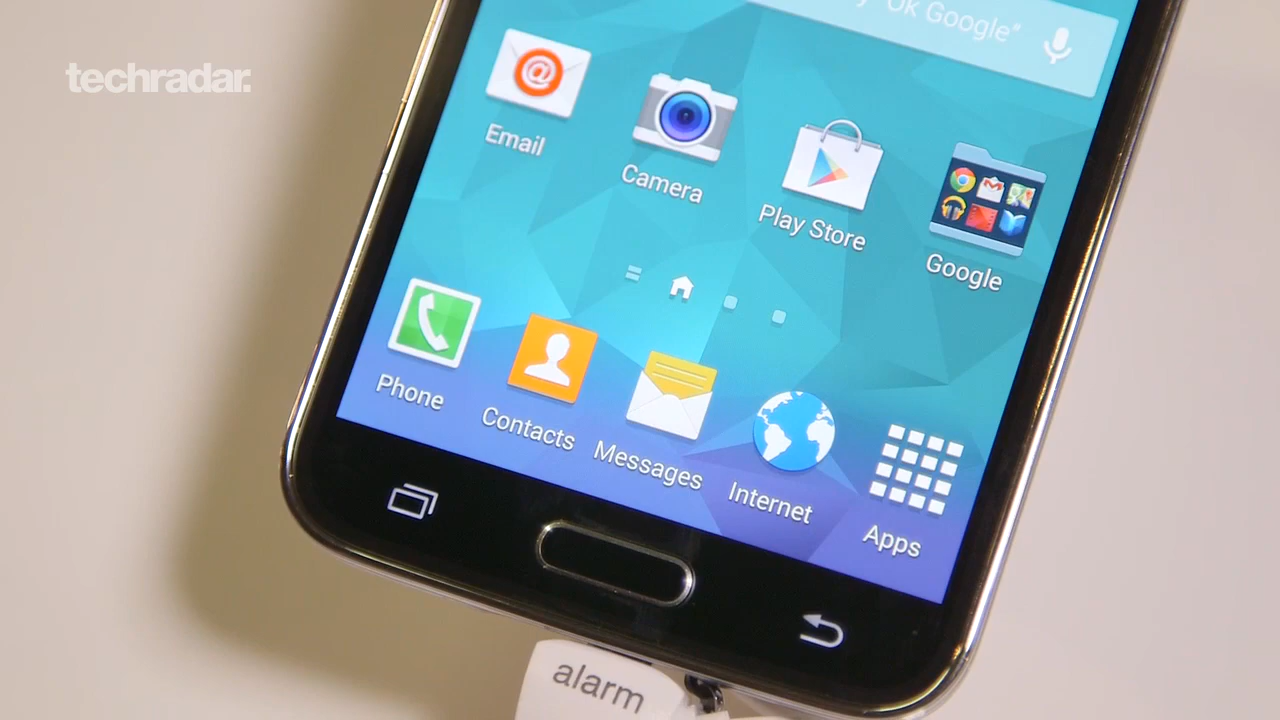 techradar.
"Ok Google"
@
Email
Camera
Play Store
Google
Phone
Contacts
Messages
Internet
Apps
alarm